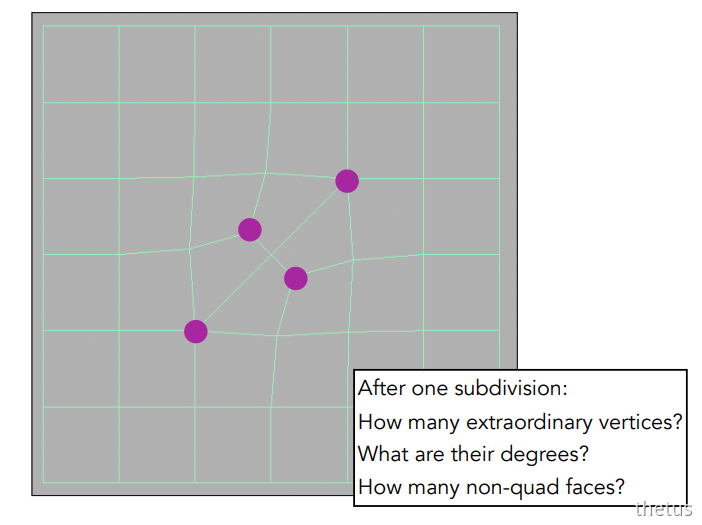 After one subdivision:
How many extraordinary vertices?
What are their degrees?
How many non-quad faces?
thetus